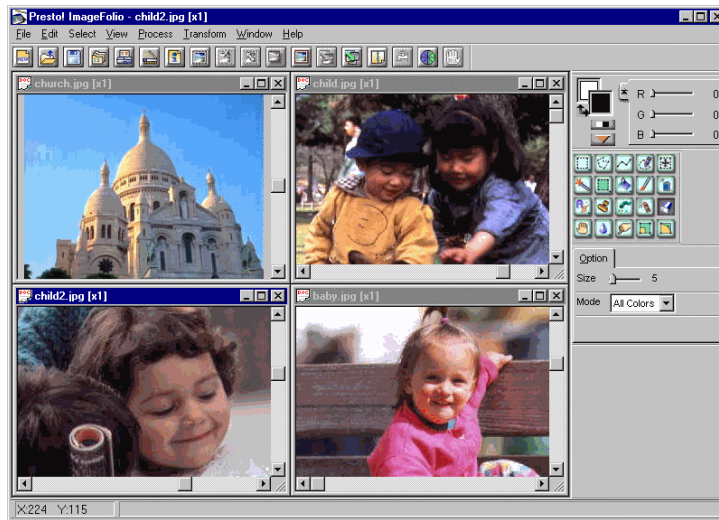 Presto! ImageFolio - child2.jpg [x1]
File Edit Select View Process Transform Window Help
church.jpg [x1]
child.jpg [x1]
R 0
G 0
B 0
Option
Size 5
Mode All Colors
child2.jpg [x1]
baby.jpg [x1]
X:224 Y:115